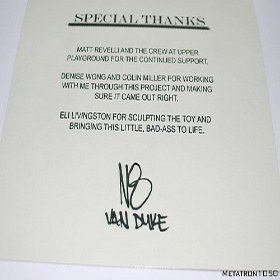 SPECIAL THANKS
MATT REVELLI AND THE CREW AT UPPER
PLAYGROUND FOR THE CONTINUED SUPPORT.
DENISE WONG AND COLIN MILLER FOR WORKING
WITH ME THROUGH THIS PROJECT AND MAKING
SURE IT CAME OUT RIGHT.
ELI LIVINGSTON FOR SCULPTING THE TOY AND
BRINGING THIS LITTLE, BAD-ASS TO LIFE.
VAN DUKE